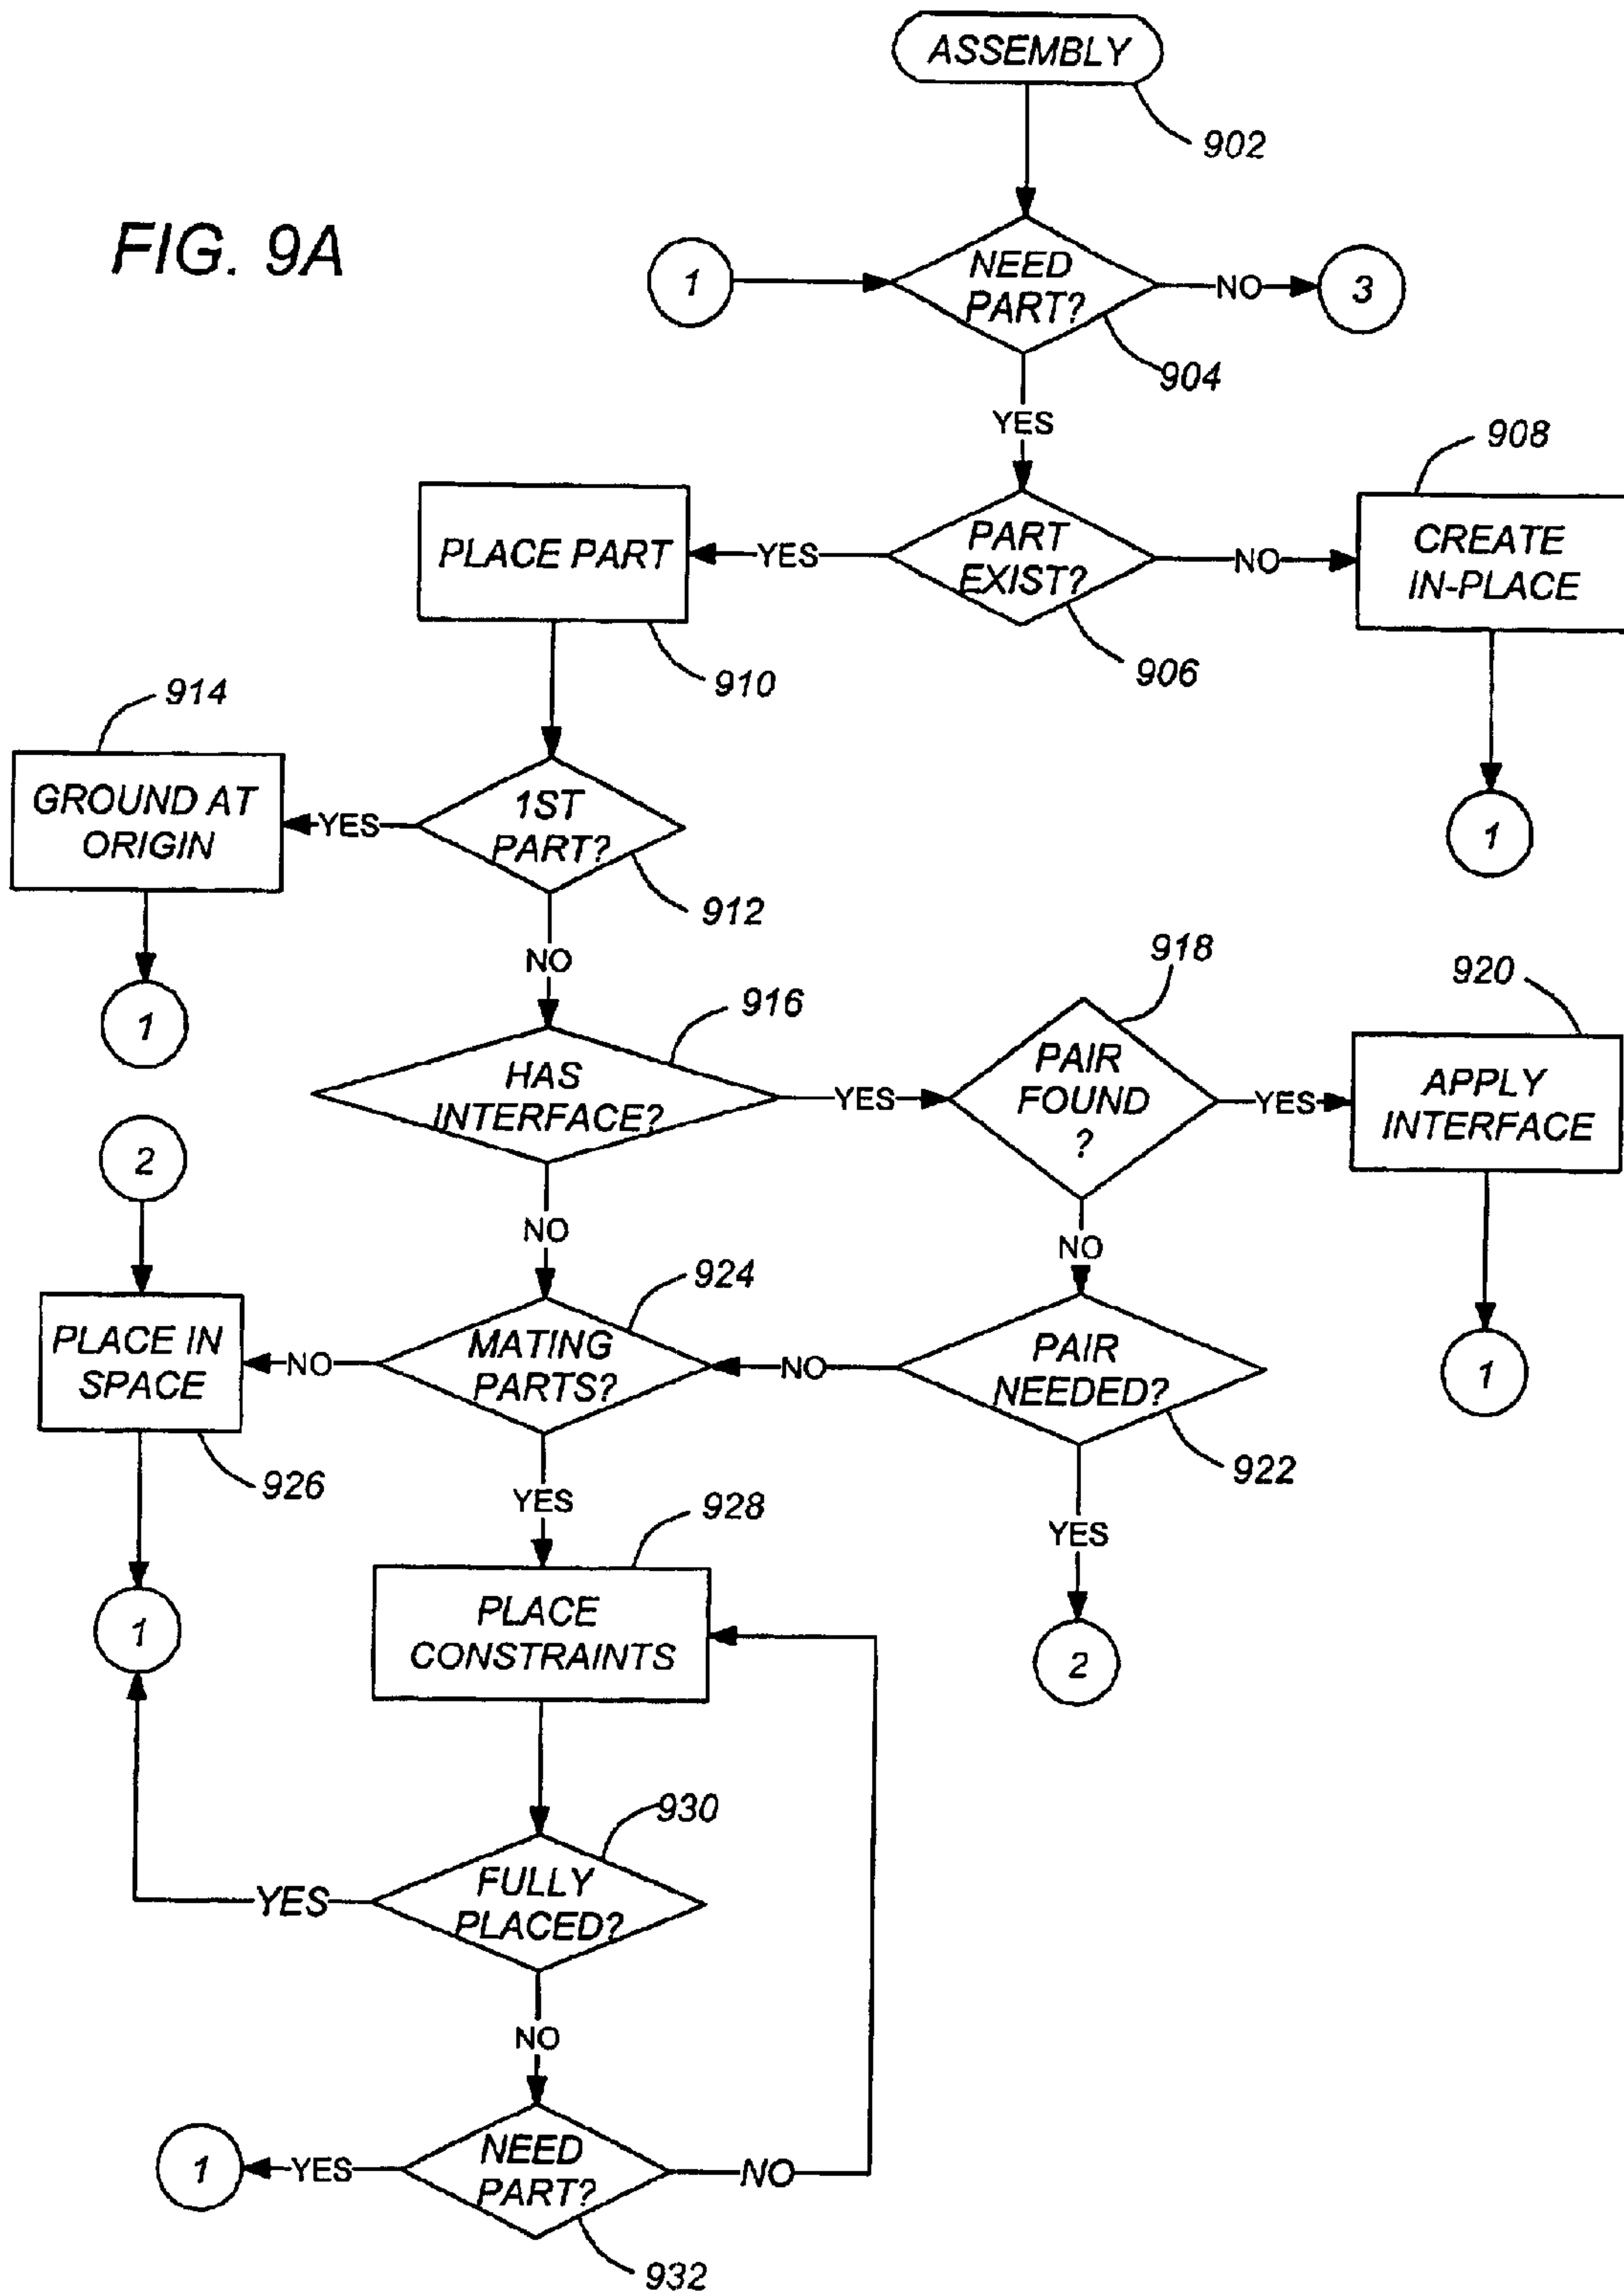 ASSEMBLY
902
FIG. 9A
1
NEED
PART?
NO
3
904
YES
908
PLACE PART
YES
PART
EXIST?
NO
CREATE
IN-PLACE
910
906
914
GROUND AT
ORIGIN
YES
1ST
PART?
1
912
NO
918
920
1
916
HAS
INTERFACE?
YES
PAIR
FOUND
?
YES
APPLY
INTERFACE
2
NO
NO
924
PLACE IN
SPACE
NO
MATING
PARTS?
NO
PAIR
NEEDED?
1
926
922
YES
928
YES
1
PLACE
CONSTRAINTS
2
930
YES
FULLY
PLACED?
NO
1
YES
NEED
PART?
NO
932